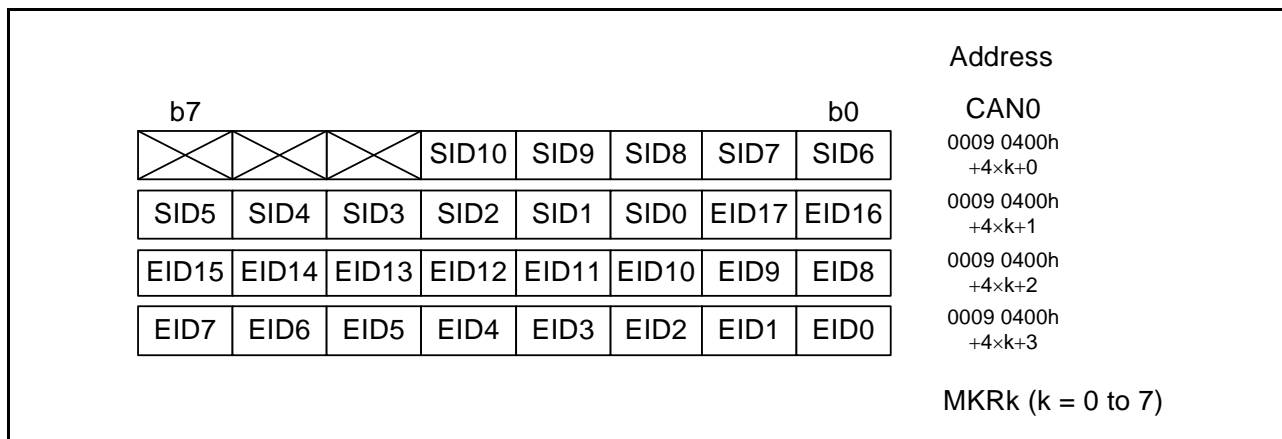 Address
b7 b0 CAN0
SID10 SID9 SID8 SID7 SID6 0009 0400h
+4×k+0
SID5 SID4 SID3 SID2 SID1 SID0 EID17 EID16 0009 0400h
+4×k+1
EID15 EID14 EID13 EID12 EID11 EID10 EID9 EID8 0009 0400h
+4×k+2
EID7 EID6 EID5 EID4 EID3 EID2 EID1 EID0 0009 0400h
+4×k+3
MKRk (k = 0 to 7)